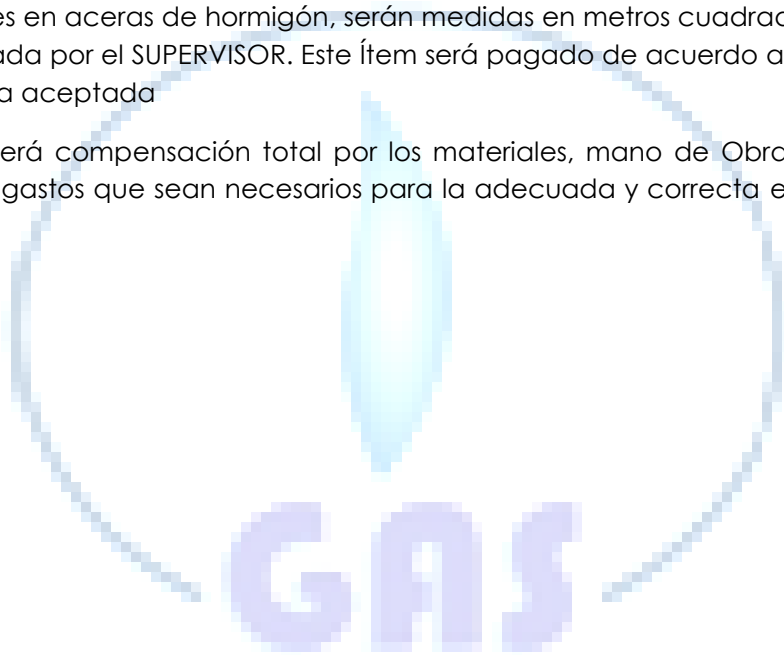 es en aceras de hormigón, serán medidas en metros cuadrad
ada por el SUPERVISOR. Este Ítem será pagado de acuerdo a
a aceptada
erá compensación total por los materiales, mano de Obra
gastos que sean necesarios para la adecuada y correcta e
GAS